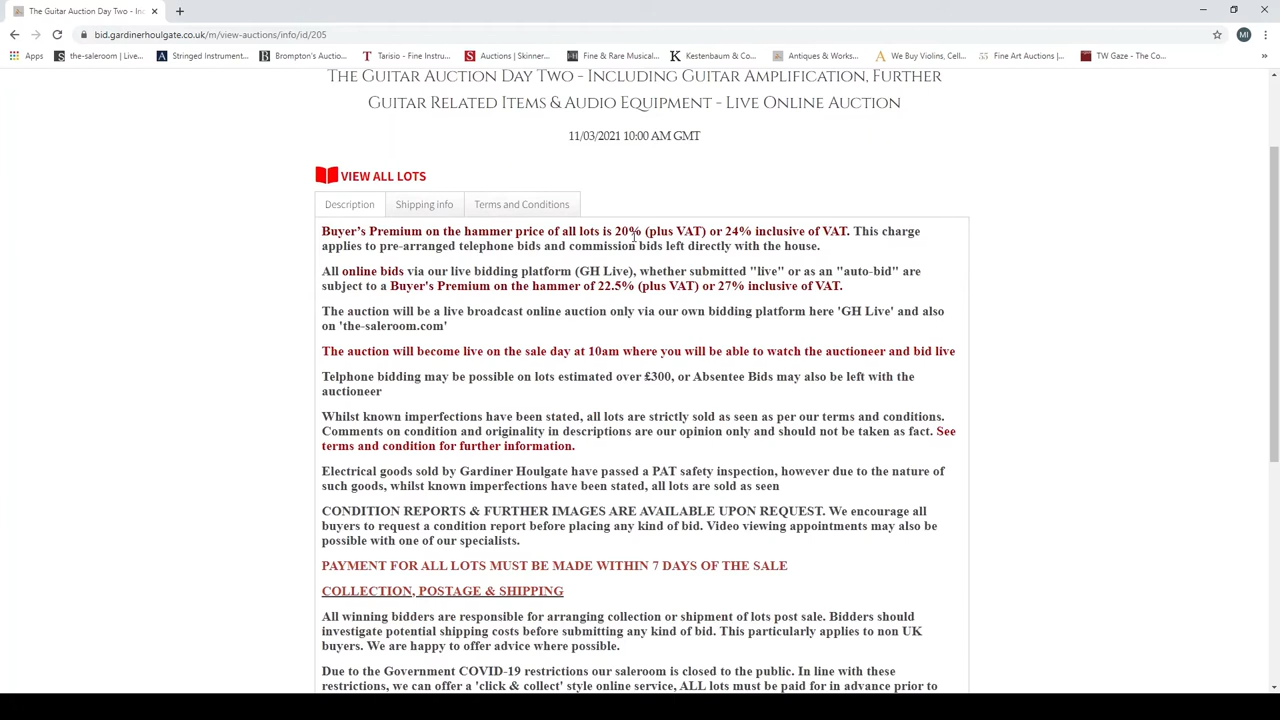 The Guitar Auction Day Two - Inc
bid.gardinerhoulgate.co.uk/m/view-auctions/info/id/205
MI
Apps
the-saleroom | Live...
Stringed Instrument...
Brompton's Auctio...
Tarisio - Fine Instru...
Auctions | Skinner...
Fine & Rare Musical...
Kestenbaum & Co...
Antiques & Works...
We Buy Violins, Cell...
Fine Art Auctions |...
TW Gaze - The Co...
The Guitar Auction Day Two - Including Guitar Amplification, Further
Guitar Related Items & Audio Equipment - Live Online Auction
11/03/2021 10:00 AM GMT
VIEW ALL LOTS
Description Shipping info Terms and Conditions
Buyer's Premium on the hammer price of all lots is 20% (plus VAT) or 24% inclusive of VAT. This charge
applies to pre-arranged telephone bids and commission bids left directly with the house.
All online bids via our live bidding platform (GH Live), whether submitted "live" or as an "auto-bid" are
subject to a Buyer's Premium on the hammer of 22.5% (plus VAT) or 27% inclusive of VAT.
The auction will be a live broadcast online auction only via our own bidding platform here 'GH Live' and also
on 'the-saleroom.com'
The auction will become live on the sale day at 10am where you will be able to watch the auctioneer and bid live
Telphone bidding may be possible on lots estimated over £300, or Absentee Bids may also be left with the
auctioneer
Whilst known imperfections have been stated, all lots are strictly sold as seen as per our terms and conditions.
Comments on condition and originality in descriptions are our opinion only and should not be taken as fact. See
terms and condition for further information.
Electrical goods sold by Gardiner Houlgate have passed a PAT safety inspection, however due to the nature of
such goods, whilst known imperfections have been stated, all lots are sold as seen
CONDITION REPORTS & FURTHER IMAGES ARE AVAILABLE UPON REQUEST. We encourage all
buyers to request a condition report before placing any kind of bid. Video viewing appointments may also be
possible with one of our specialists.
PAYMENT FOR ALL LOTS MUST BE MADE WITHIN 7 DAYS OF THE SALE
COLLECTION, POSTAGE & SHIPPING
All winning bidders are responsible for arranging collection or shipment of lots post sale. Bidders should
investigate potential shipping costs before submitting any kind of bid. This particularly applies to non UK
buyers. We are happy to offer advice where possible.
Due to the Government COVID-19 restrictions our saleroom is closed to the public. In line with these
restrictions, we can offer a 'click & collect' style online service, ALL lots must be paid for in advance prior to